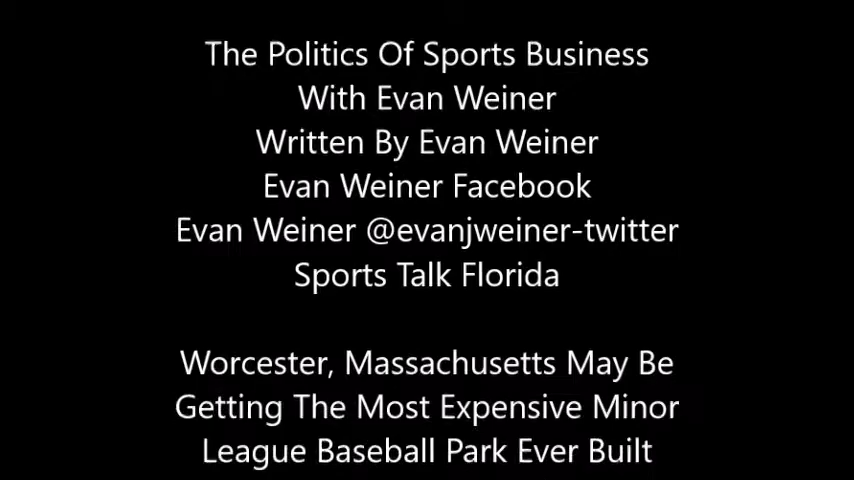 The Politics Of Sports Business
With Evan Weiner
Written By Evan Weiner
Evan Weiner Facebook
Evan Weiner @evanjweiner-twitter
Sports Talk Florida
Worcester, Massachusetts May Be
Getting The Most Expensive Minor
League Baseball Park Ever Built